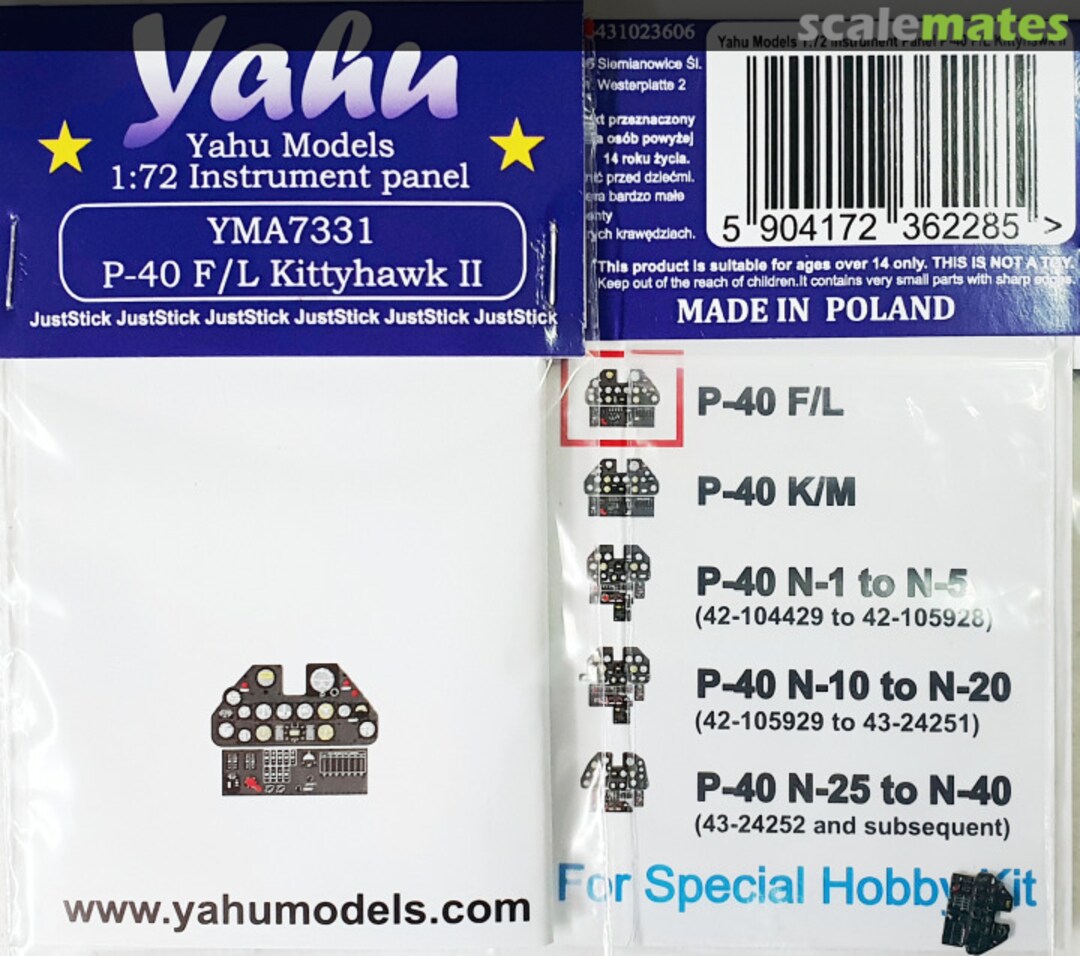 scalemates
Yahu
Yahu Models
1:72 Instrument panel
YMA7331
P-40 F/L Kittyhawk II
JustStick JustStick JustStick JustStick JustStick JustStick
www.yahumodels.com
431023606
Siemianowice Śl.
Westerplatte 2
przeznaczony
osób powyżej
14 roku życia.
przed dziećmi.
bardzo małe
krawędziach.
Yahu Models 1:72 Instrument Panel P-40 F/L Kittyhawk II
5 904172 362285 >
This product is suitable for ages over 14 only. THIS IS NOT A TOY.
Keep out of the reach of children.It contains very small parts with sharp edges.
MADE IN POLAND
P-40 F/L
P-40 K/M
P-40 N-1 to N-5
(42-104429 to 42-105928)
P-40 N-10 to N-20
(42-105929 to 43-24251)
P-40 N-25 to N-40
(43-24252 and subsequent)
For Special Hobby Kit